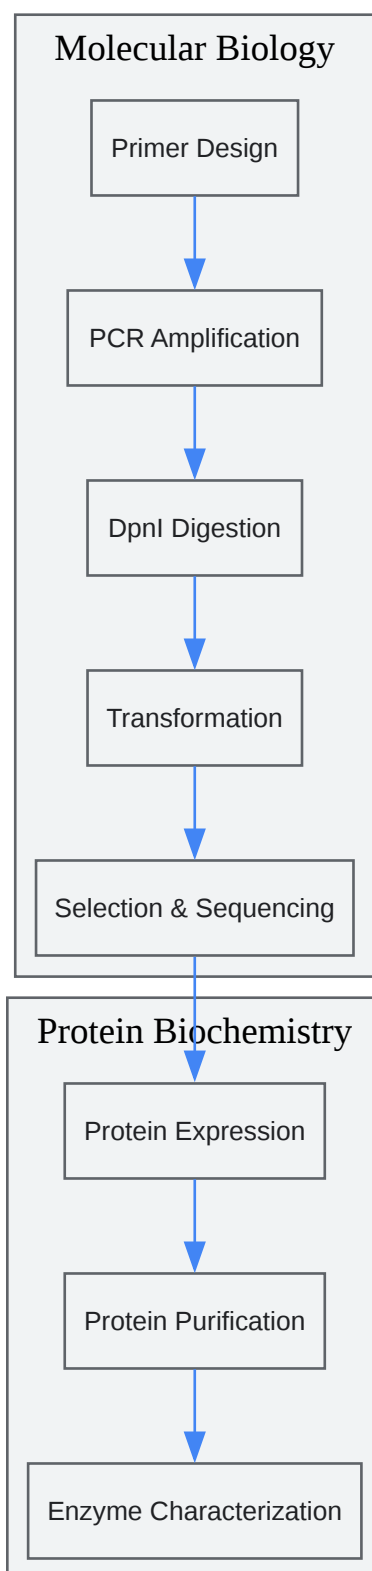 Molecular Biology
Primer Design
PCR Amplification
DpnI Digestion
Transformation
Selection & Sequencing
Protein Biochemistry
Protein Expression
Protein Purification
Enzyme Characterization